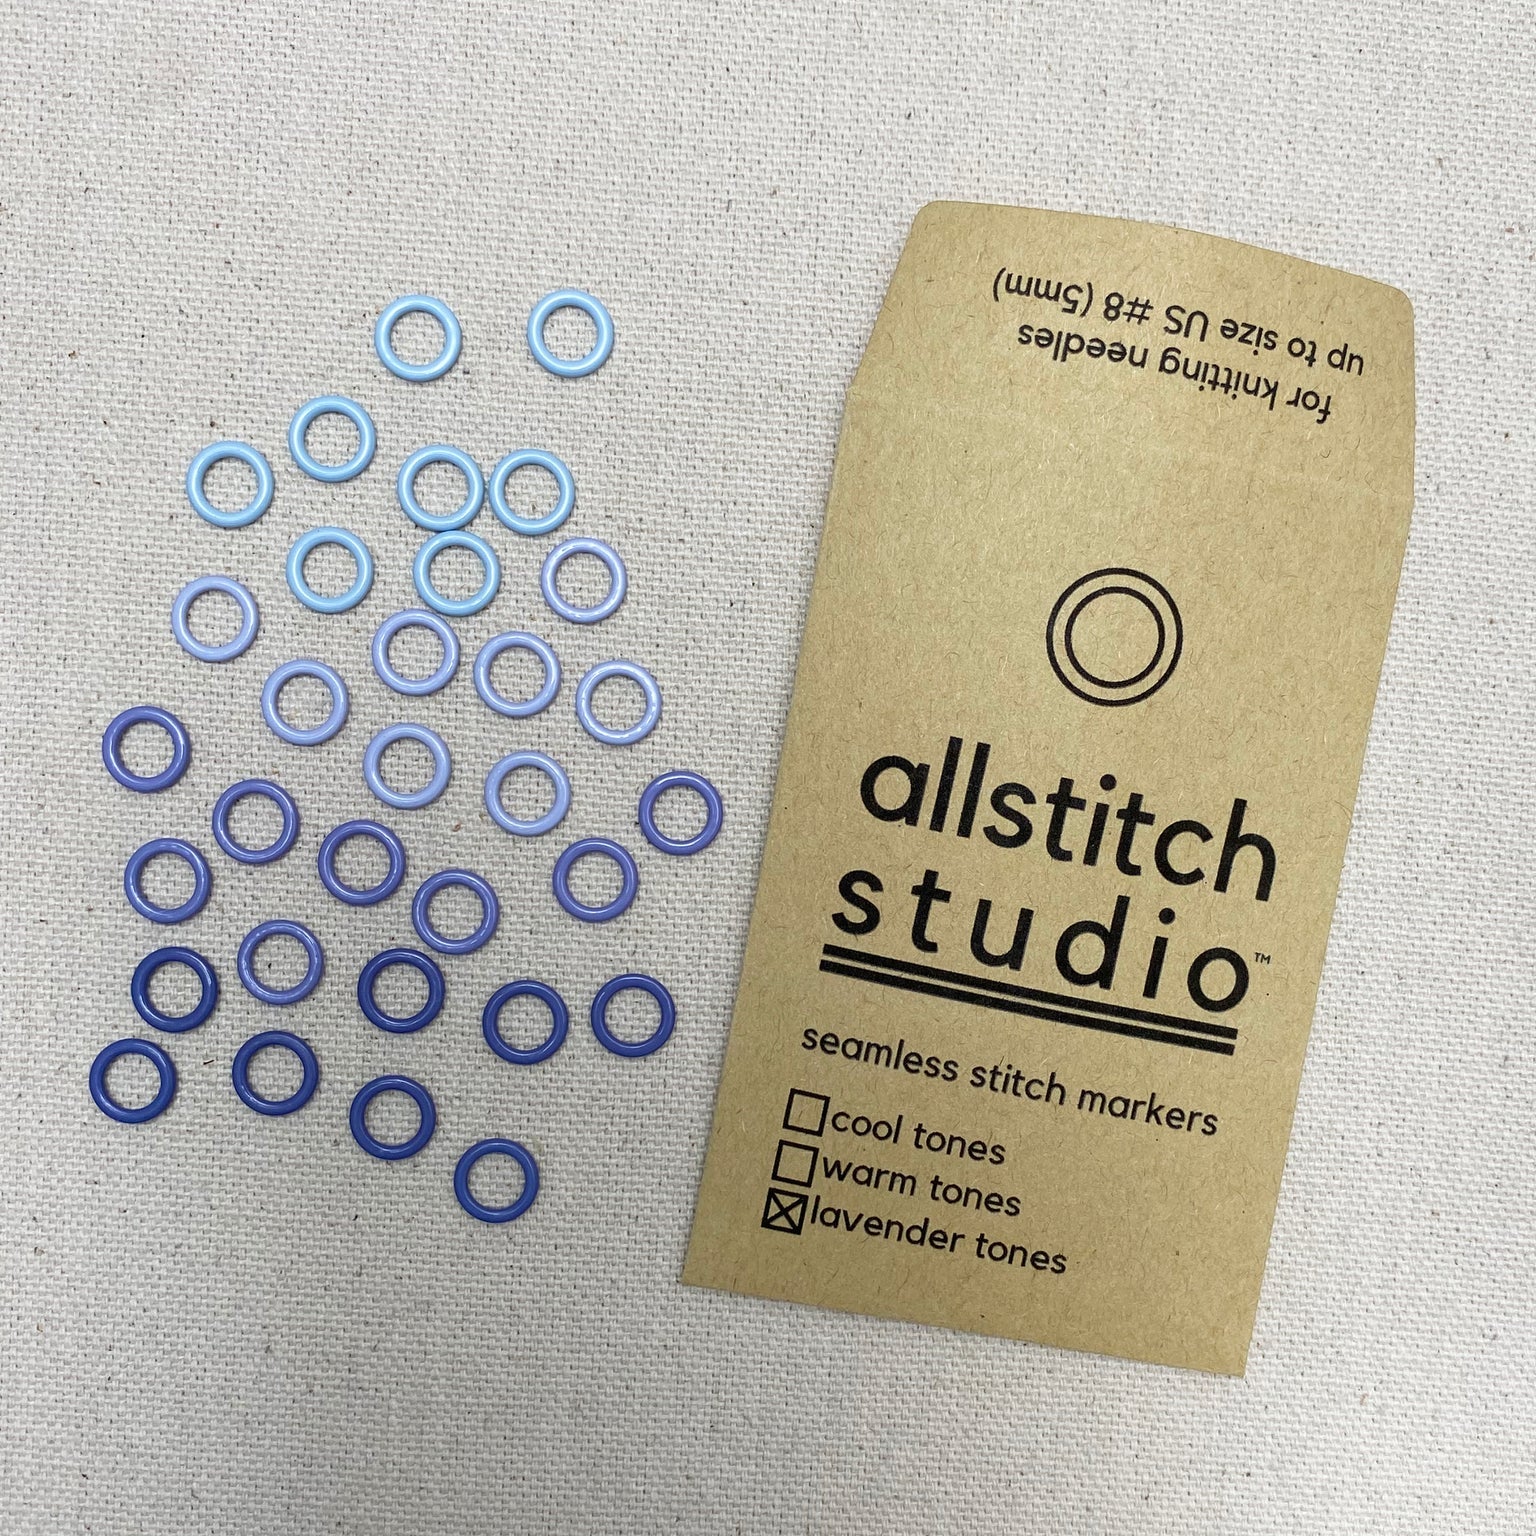 for knitting needles
up to size US #8 (5mm)
allstitch
studio™
seamless stitch markers
cool tones
warm tones
lavender tones